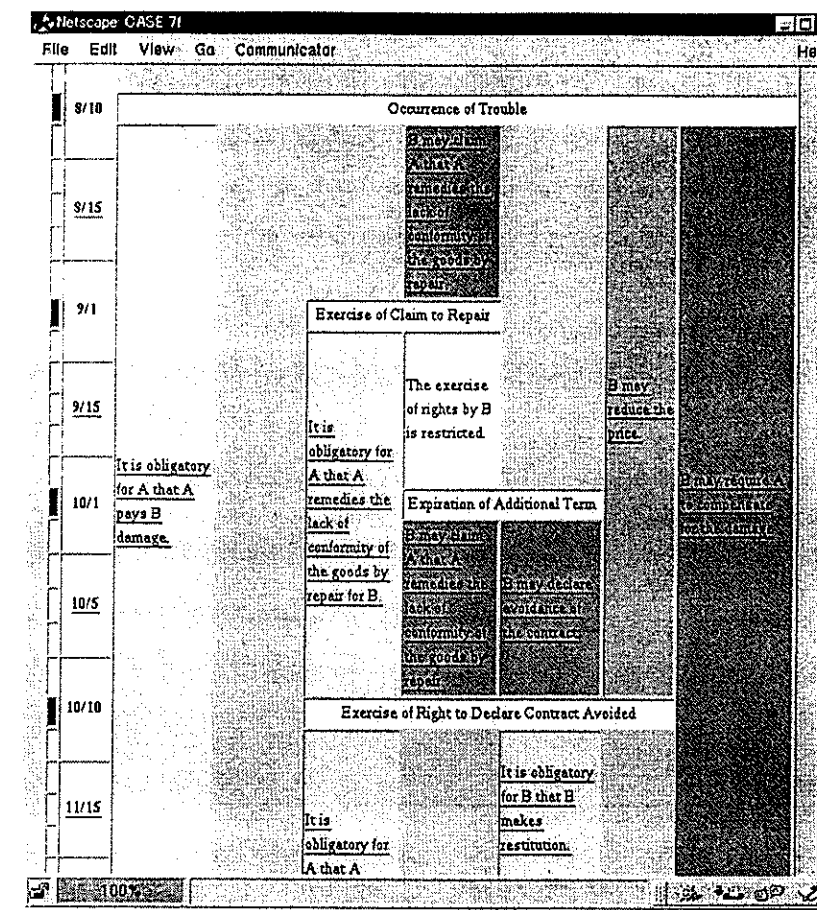 Netscape: CASE 7f
File Edit View Go Communicator He
8/10
Occurrence of Trouble
B may claim
A that A
remedies the
lack of
conformity of
the goods by
repair.
8/15
9/1
Exercise of Claim to Repair
9/15
The exercise
of rights by B
is restricted.
B may
reduce the
price.
It is
obligatory for
A that A
remedies the
lack of
conformity of
the goods by
repair for B.
It is obligatory
for A that A
pays B
damage.
B may require A
to compensate
the damage.
10/1
Expiration of Additional Term
B may claim
A that A
remedies the
lack of
conformity of
the goods by
repair.
B may declare
avoidance of
the contract.
10/5
10/10
Exercise of Right to Declare Contract Avoided
It is obligatory
for B that B
makes
restitution.
11/15
It is
obligatory for
A that A
100%